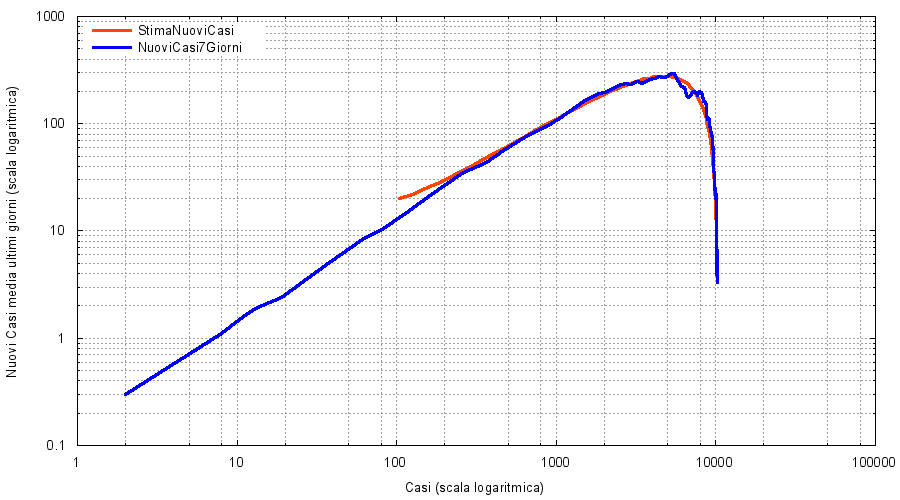 1000
StimaNuoviCasi
NuoviCasi7Giorni
100
10
1
0.1
Nuovi Casi media ultimi giorni (scala logaritmica)
1 10 100 1000 10000 100000
Casi (scala logaritmica)